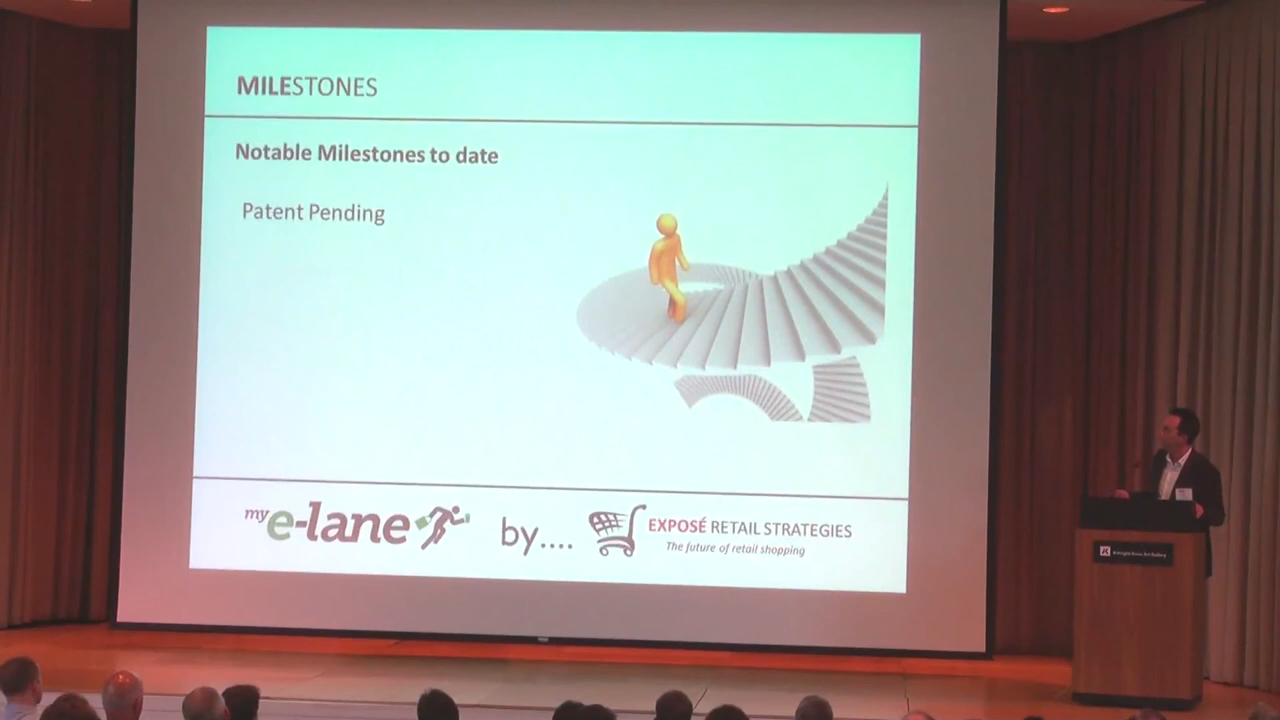 MILESTONES
Notable Milestones to date
Patent Pending
my e-lane by.... EXPOSÉ RETAIL STRATEGIES
The future of retail shopping